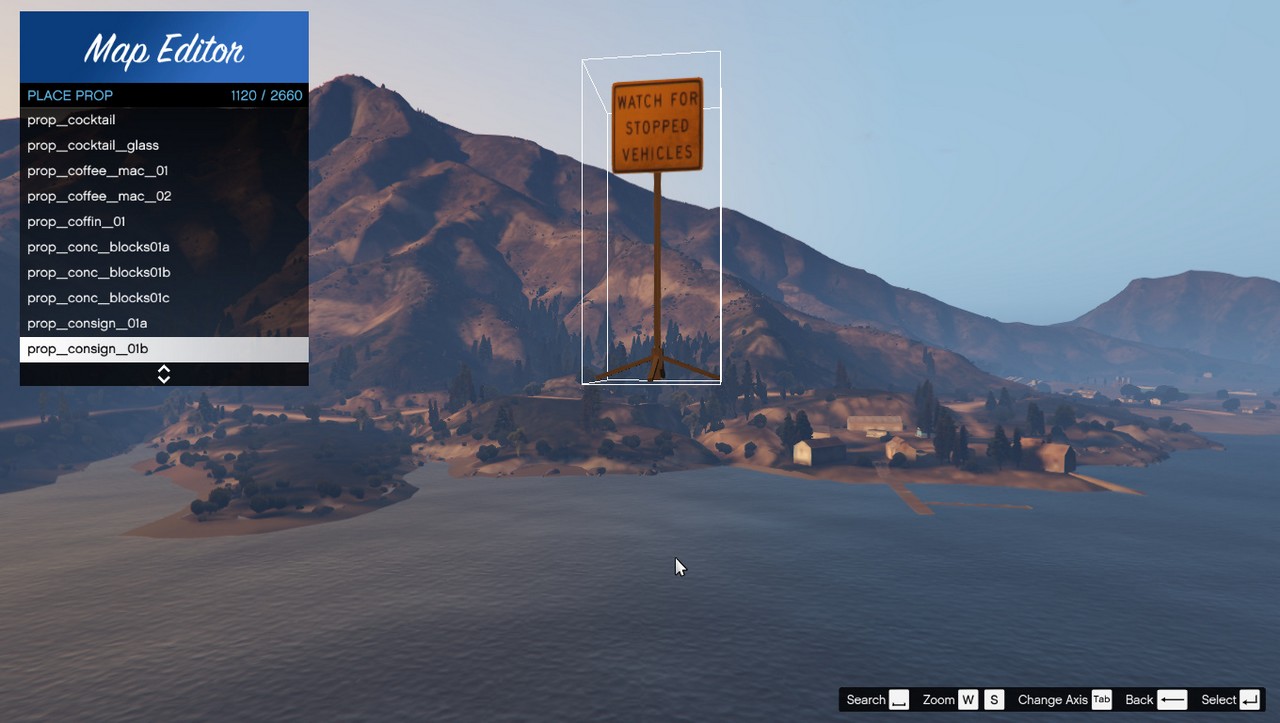 Map Editor
PLACE PROP 1120 / 2660
prop__cocktail
prop__cocktail__glass
prop__coffee__mac__01
prop__coffee__mac__02
prop__coffin__01
prop__conc__blocks01a
prop__conc__blocks01b
prop__conc__blocks01c
prop__consign__01a
prop__consign__01b
WATCH FOR
STOPPED
VEHICLES
Search Zoom W S Change Axis Tab Back Select